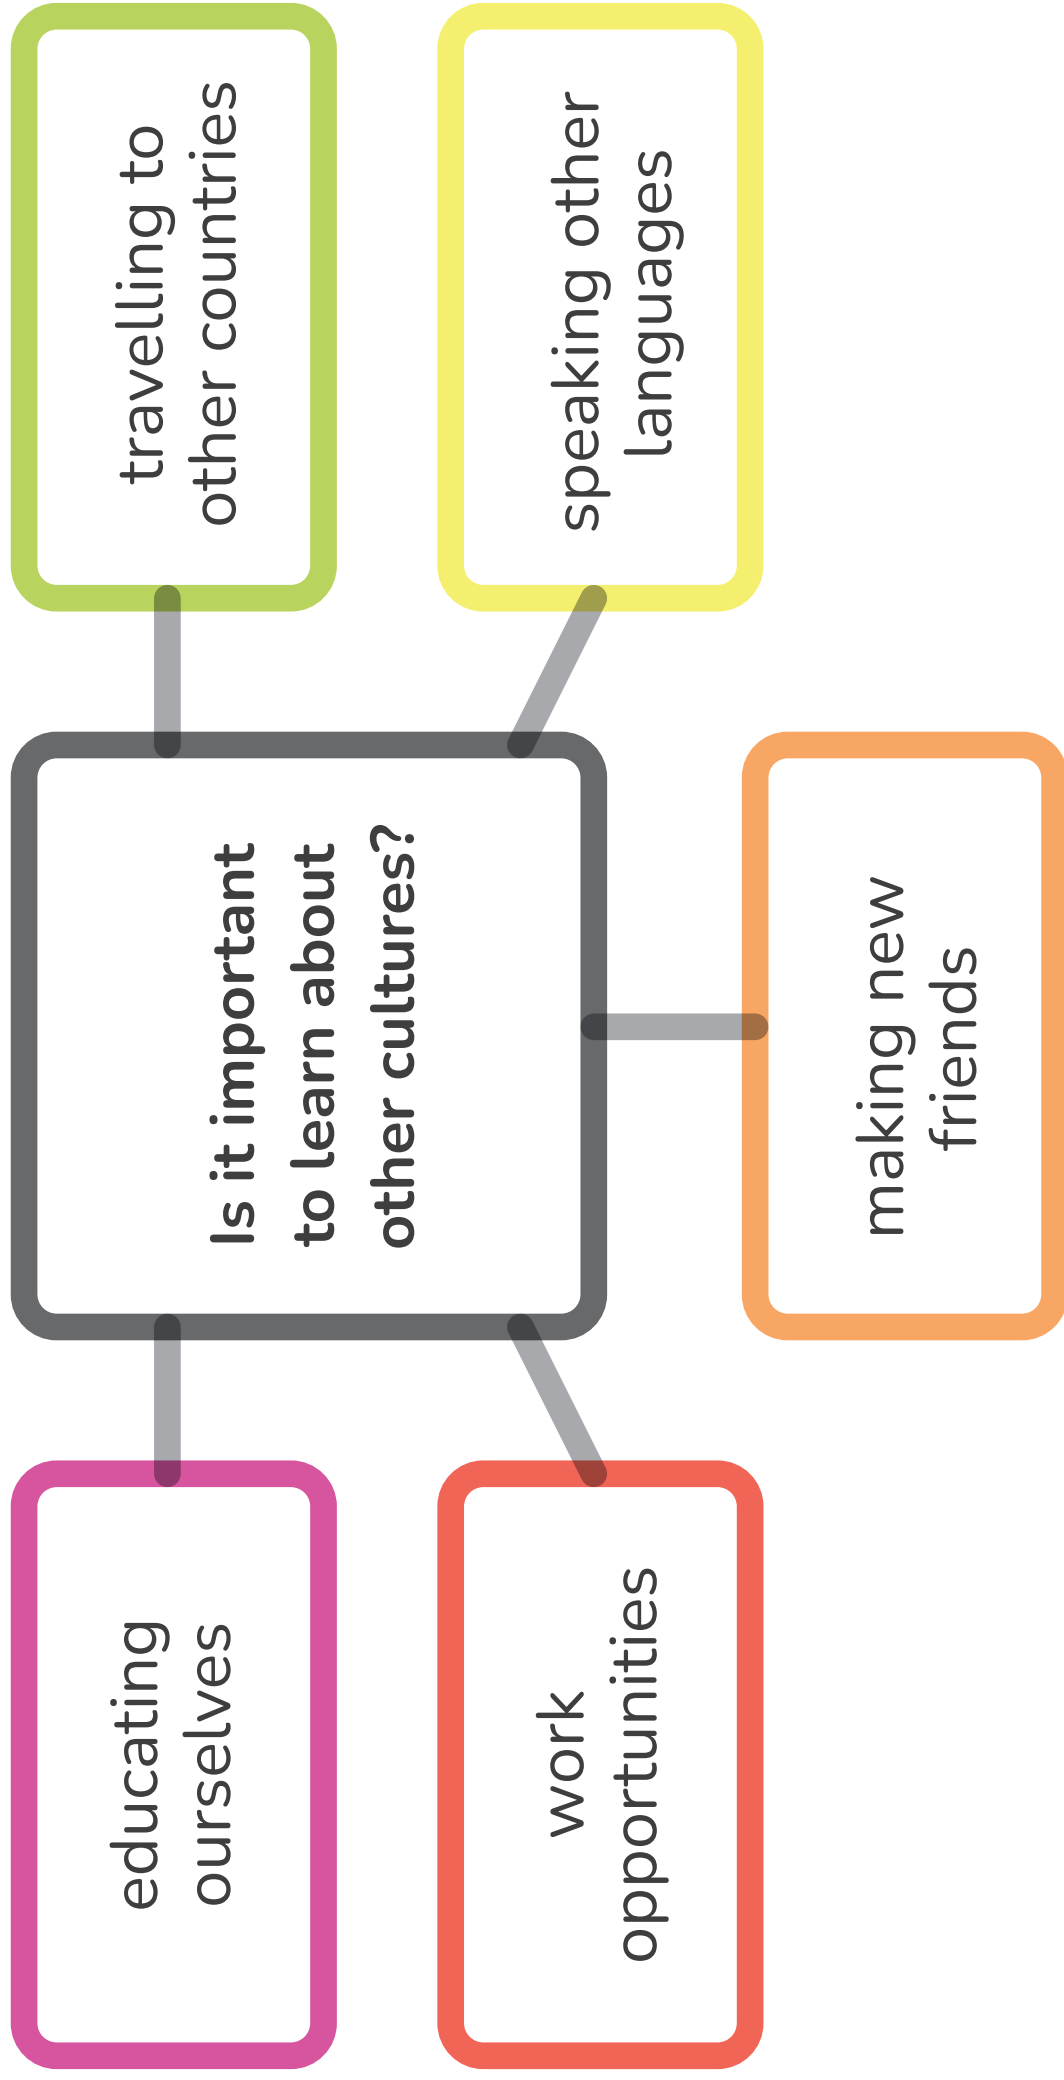 Is it important
to learn about
other cultures?
educating
ourselves
travelling to
other countries
work
opportunities
speaking other
languages
making new
friends